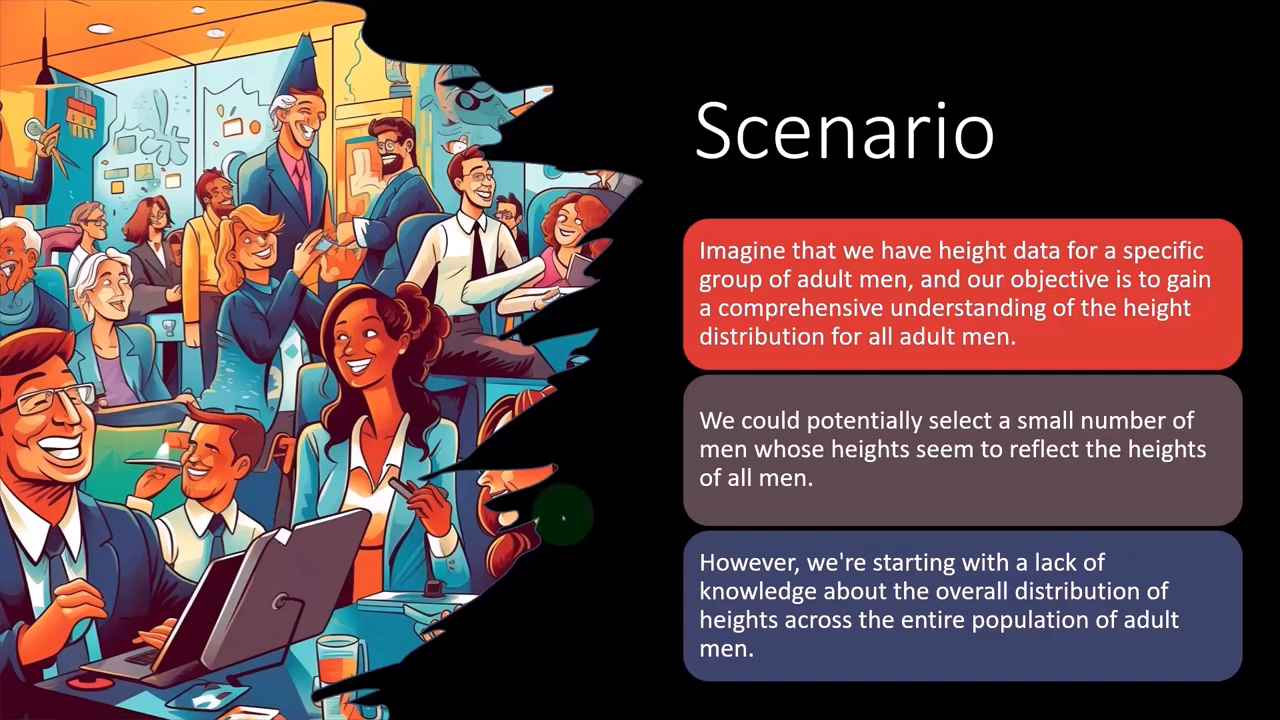 Scenario
Imagine that we have height data for a specific
group of adult men, and our objective is to gain
a comprehensive understanding of the height
distribution for all adult men.
We could potentially select a small number of
men whose heights seem to reflect the heights
of all men.
However, we're starting with a lack of
knowledge about the overall distribution of
heights across the entire population of adult
men.